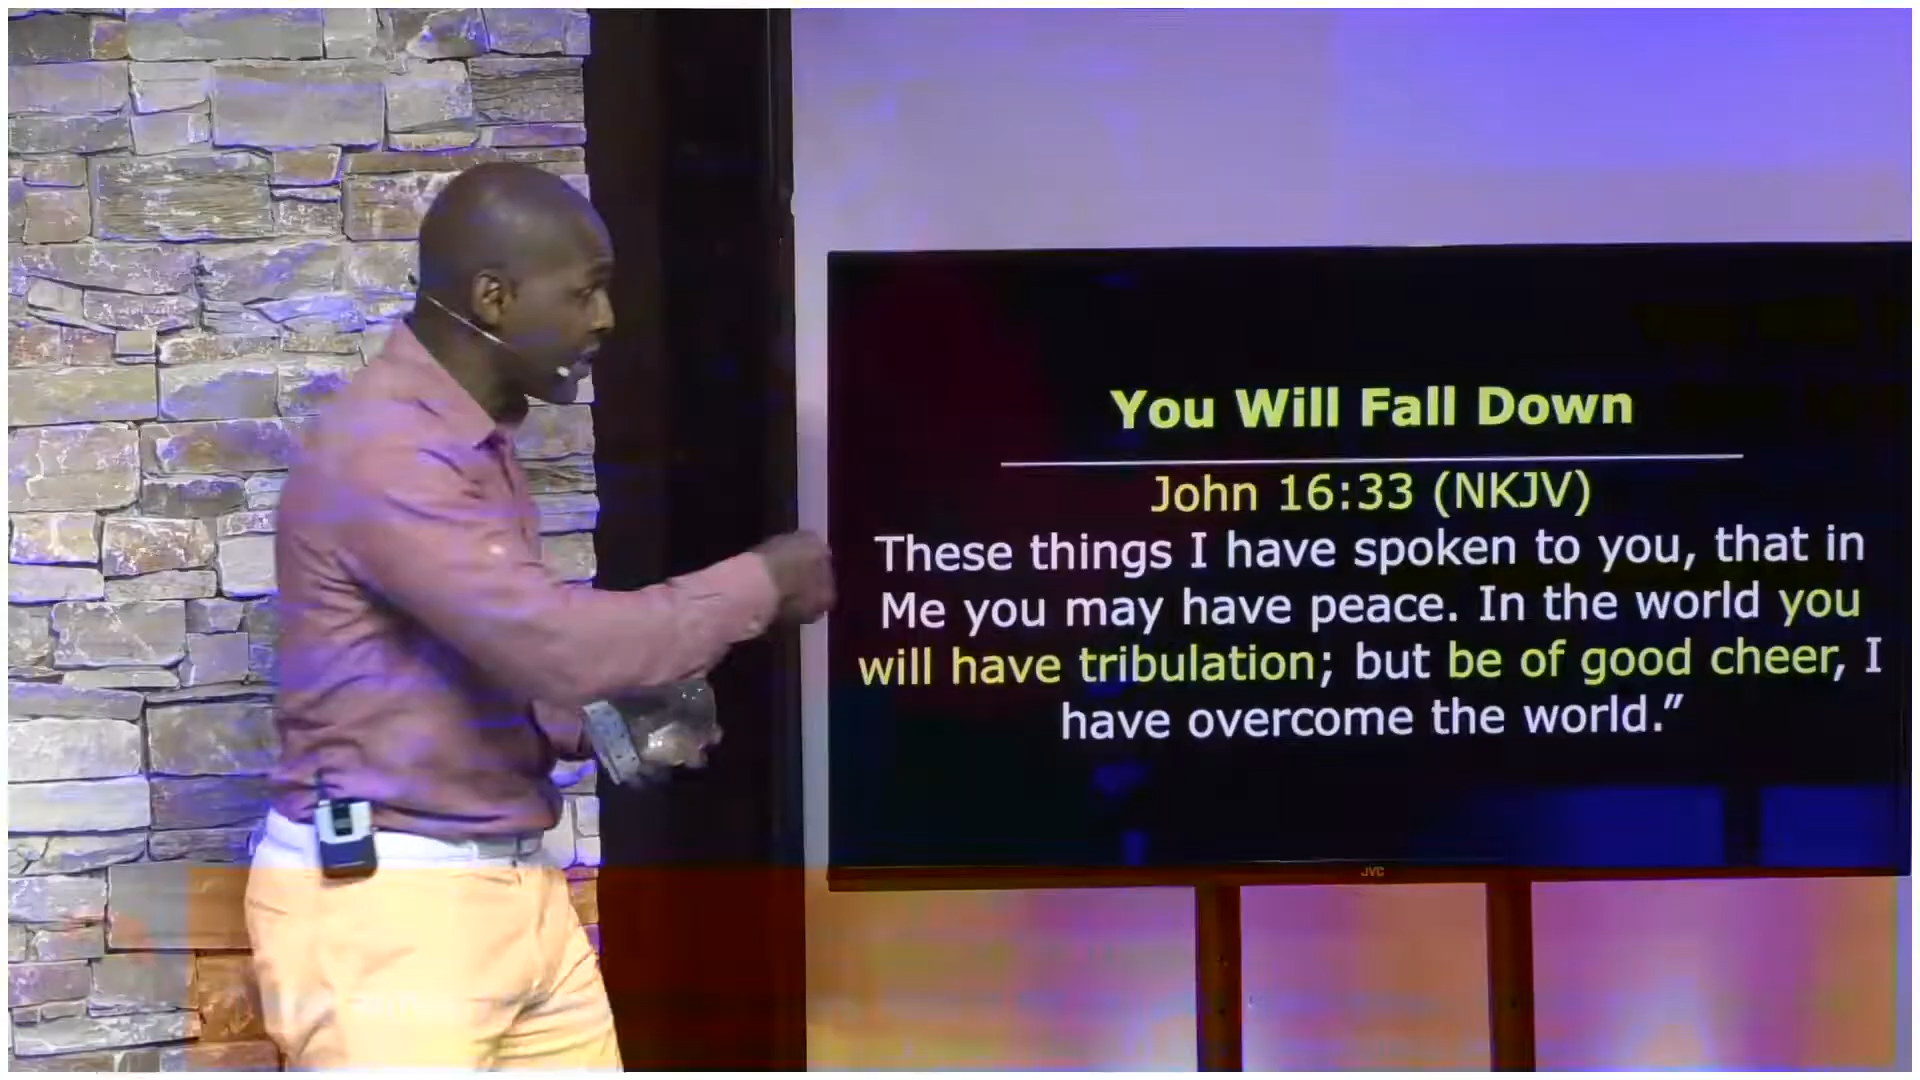 You Will Fall Down
John 16:33 (NKJV)
These things I have spoken to you, that in
Me you may have peace. In the world you
will have tribulation; but be of good cheer, I
have overcome the world.”
JVC